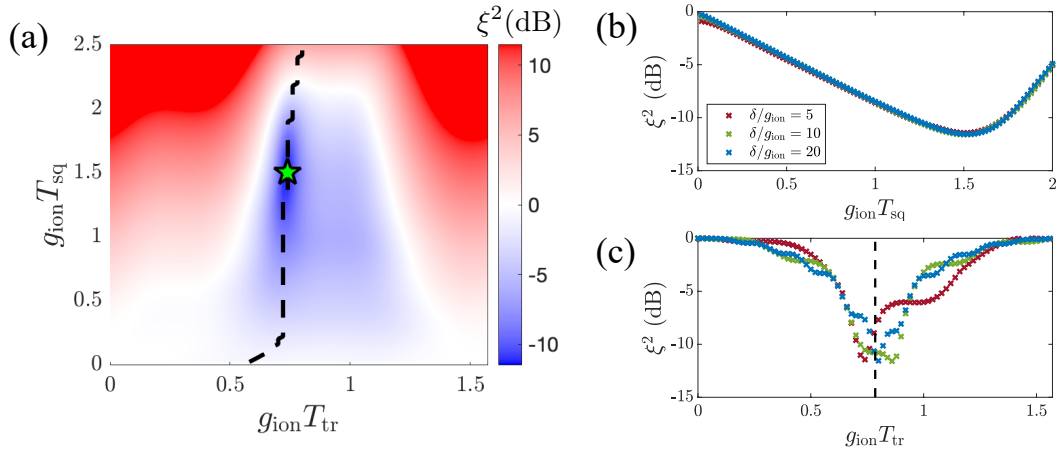 (a)
ξ²(dB)
g_ion T_sq
2.5
2
1.5
1
0.5
0
0
0.5
1
1.5
g_ion T_tr
10
5
0
-5
-10
(b)
ξ² (dB)
0
-5
-10
-15
δ/g_ion = 5
δ/g_ion = 10
δ/g_ion = 20
0
0.5
1
1.5
2
g_ion T_sq
(c)
ξ² (dB)
0
-5
-10
-15
0
0.5
1
1.5
g_ion T_tr